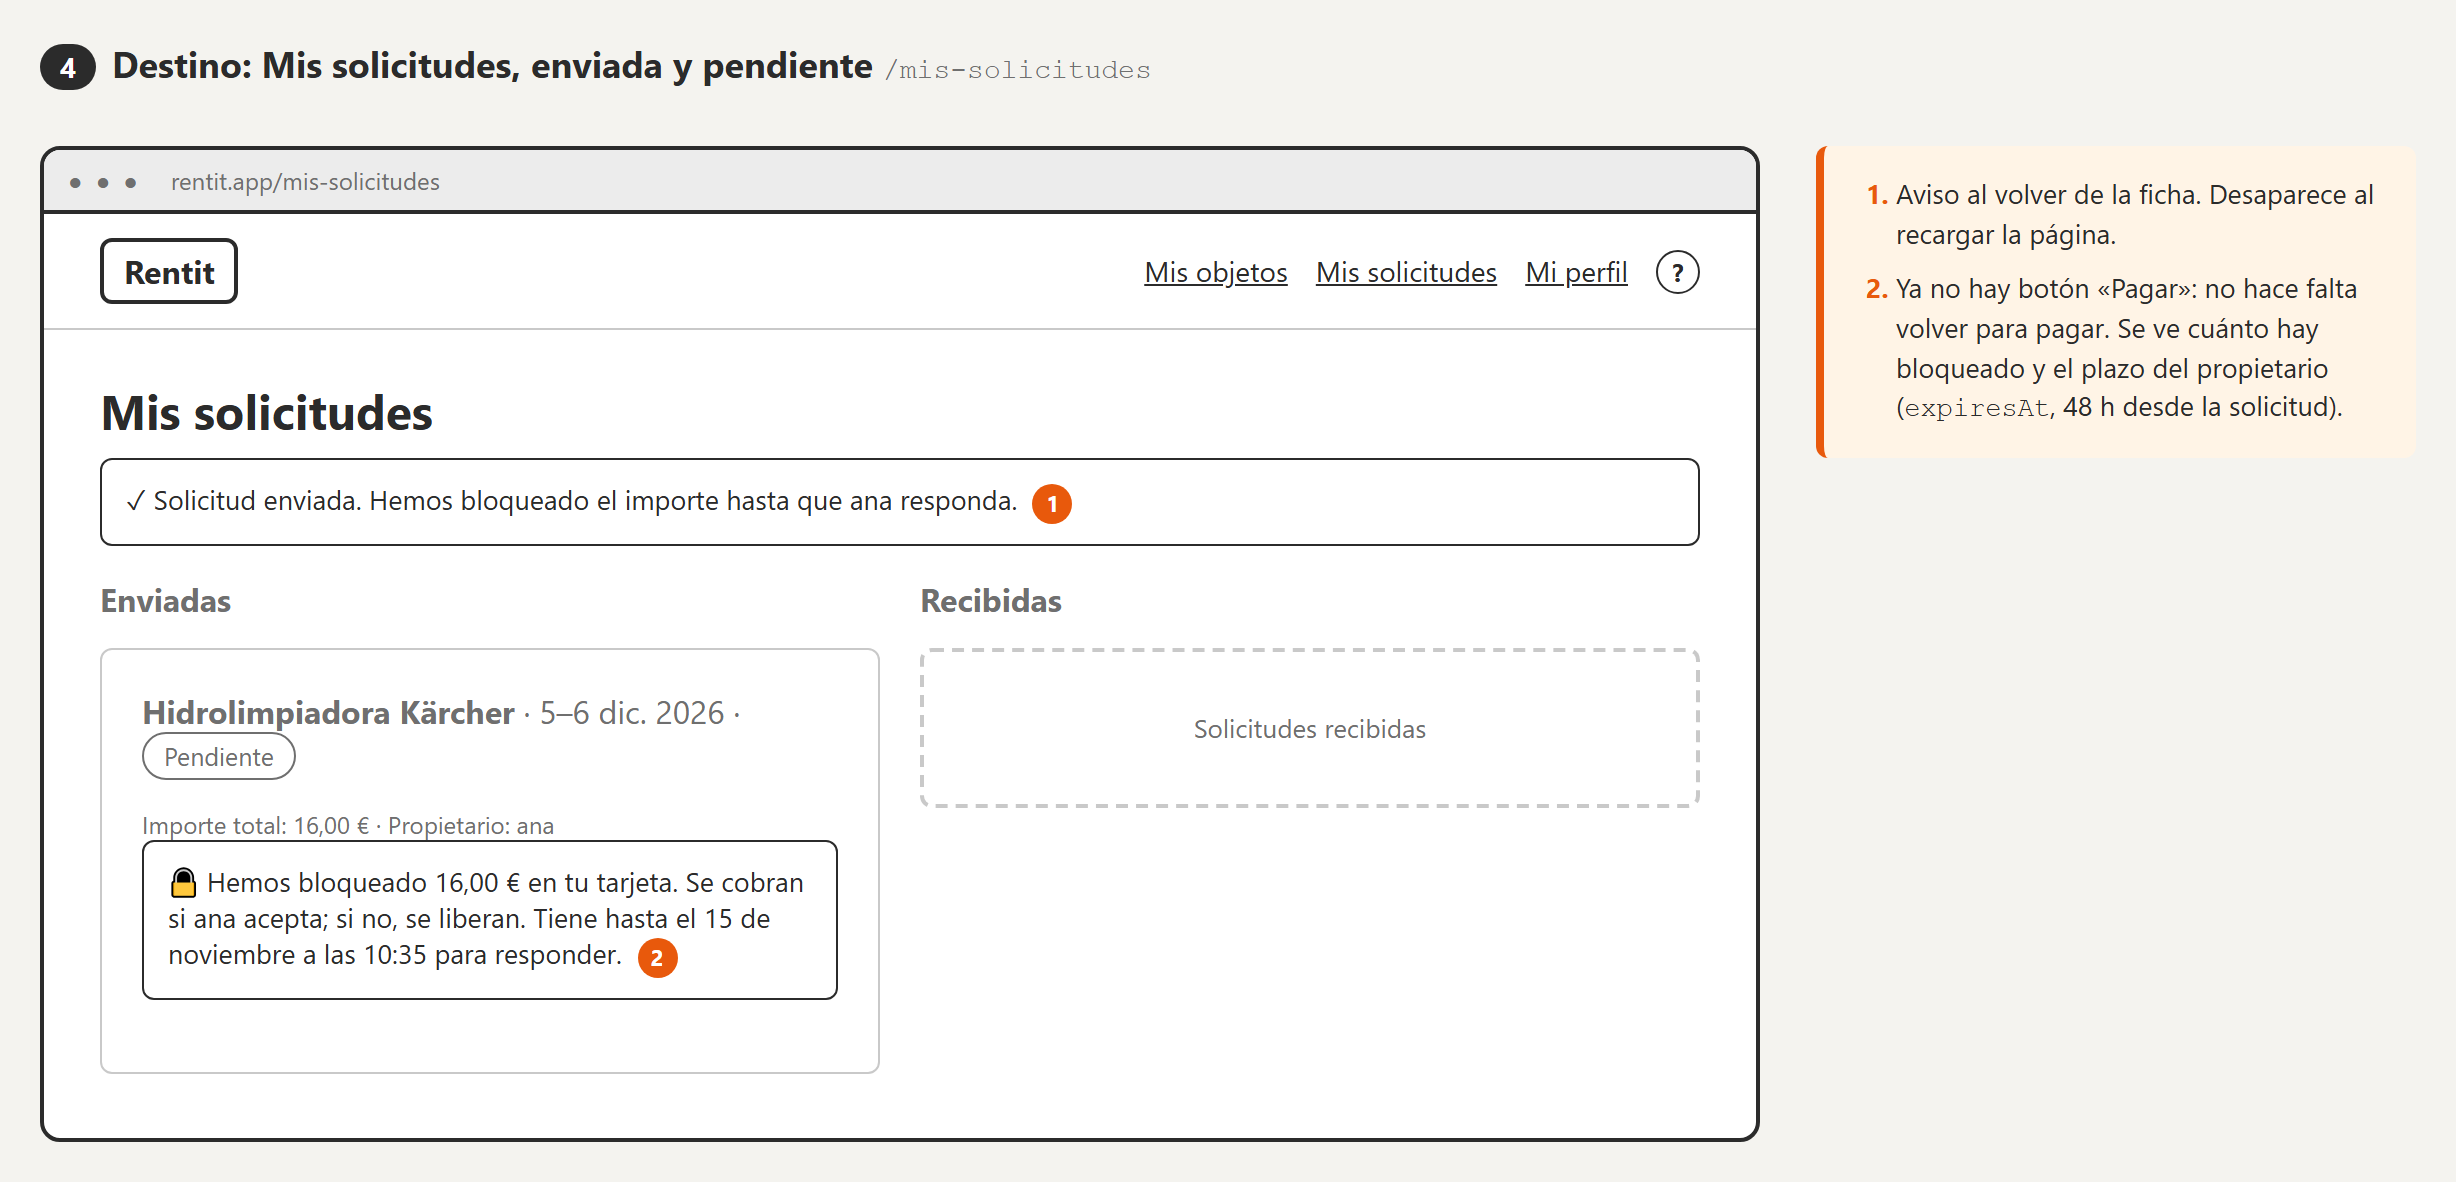 4 Destino: Mis solicitudes, enviada y pendiente /mis-solicitudes
rentit.app/mis-solicitudes
Rentit
Mis objetos Mis solicitudes Mi perfil ?
Mis solicitudes
✓ Solicitud enviada. Hemos bloqueado el importe hasta que ana responda. 1
Enviadas
Hidrolimpiadora Kärcher · 5–6 dic. 2026 ·
Pendiente
Importe total: 16,00 € · Propietario: ana
🔒 Hemos bloqueado 16,00 € en tu tarjeta. Se cobran
si ana acepta; si no, se liberan. Tiene hasta el 15 de
noviembre a las 10:35 para responder. 2
Recibidas
Solicitudes recibidas
1. Aviso al volver de la ficha. Desaparece al
recargar la página.
2. Ya no hay botón «Pagar»: no hace falta
volver para pagar. Se ve cuánto hay
bloqueado y el plazo del propietario
(expiresAt, 48 h desde la solicitud).